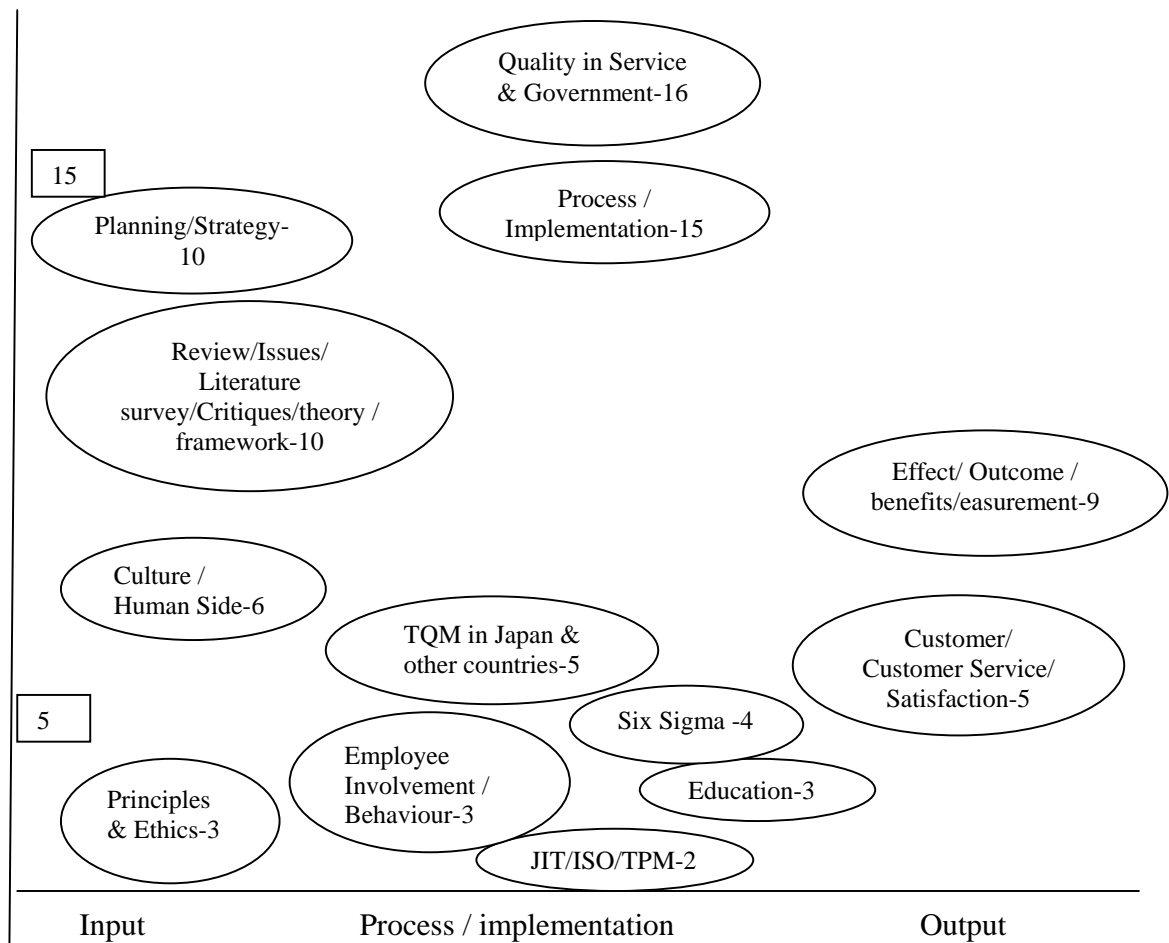 Quality in Service
& Government-16
15
Process /
Implementation-15
Planning/Strategy-
10
Review/Issues/
Literature
survey/Critiques/theory /
framework-10
Effect/ Outcome /
benefits/easurement-9
Culture /
Human Side-6
TQM in Japan &
other countries-5
Customer/
Customer Service/
Satisfaction-5
5
Six Sigma -4
Employee
Involvement /
Behaviour-3
Education-3
Principles
& Ethics-3
JIT/ISO/TPM-2
Input
Process / implementation
Output